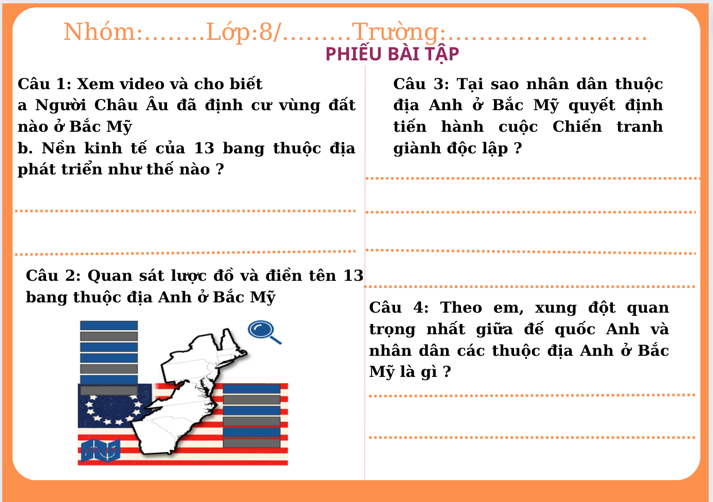 Nhóm:........Lớp:8/.........Trường:..........................
PHIẾU BÀI TẬP
Câu 1: Xem video và cho biết
a Người Châu Âu đã định cư vùng đất
nào ở Bắc Mỹ
b. Nền kinh tế của 13 bang thuộc địa
phát triển như thế nào ?
Câu 2: Quan sát lược đồ và điền tên 13
bang thuộc địa Anh ở Bắc Mỹ
Câu 3: Tại sao nhân dân thuộc
địa Anh ở Bắc Mỹ quyết định
tiến hành cuộc Chiến tranh
giành độc lập ?
Câu 4: Theo em, xung đột quan
trọng nhất giữa đế quốc Anh và
nhân dân các thuộc địa Anh ở Bắc
Mỹ là gì ?